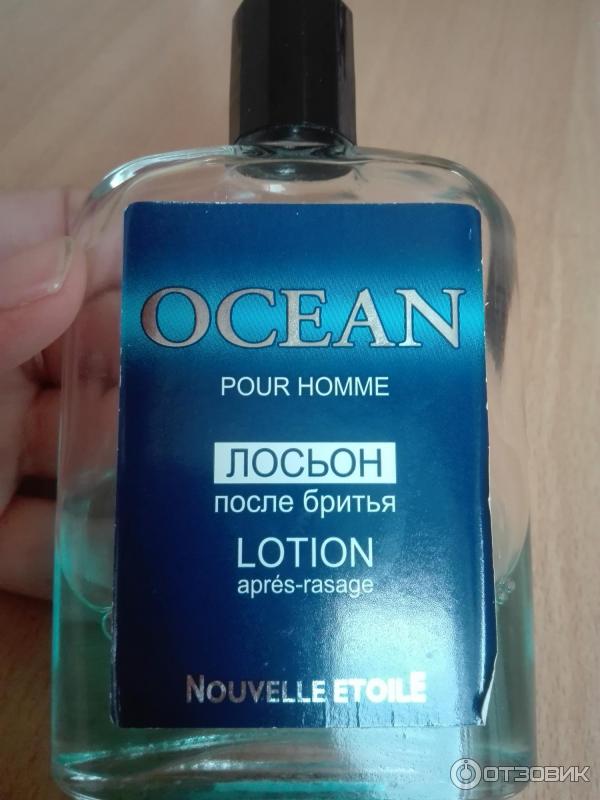 OCEAN
POUR HOMME
ЛОСЬОН
после бритья
LOTION
aprés-rasage
NOUVELLE ETOILE
ОТЗОВИК